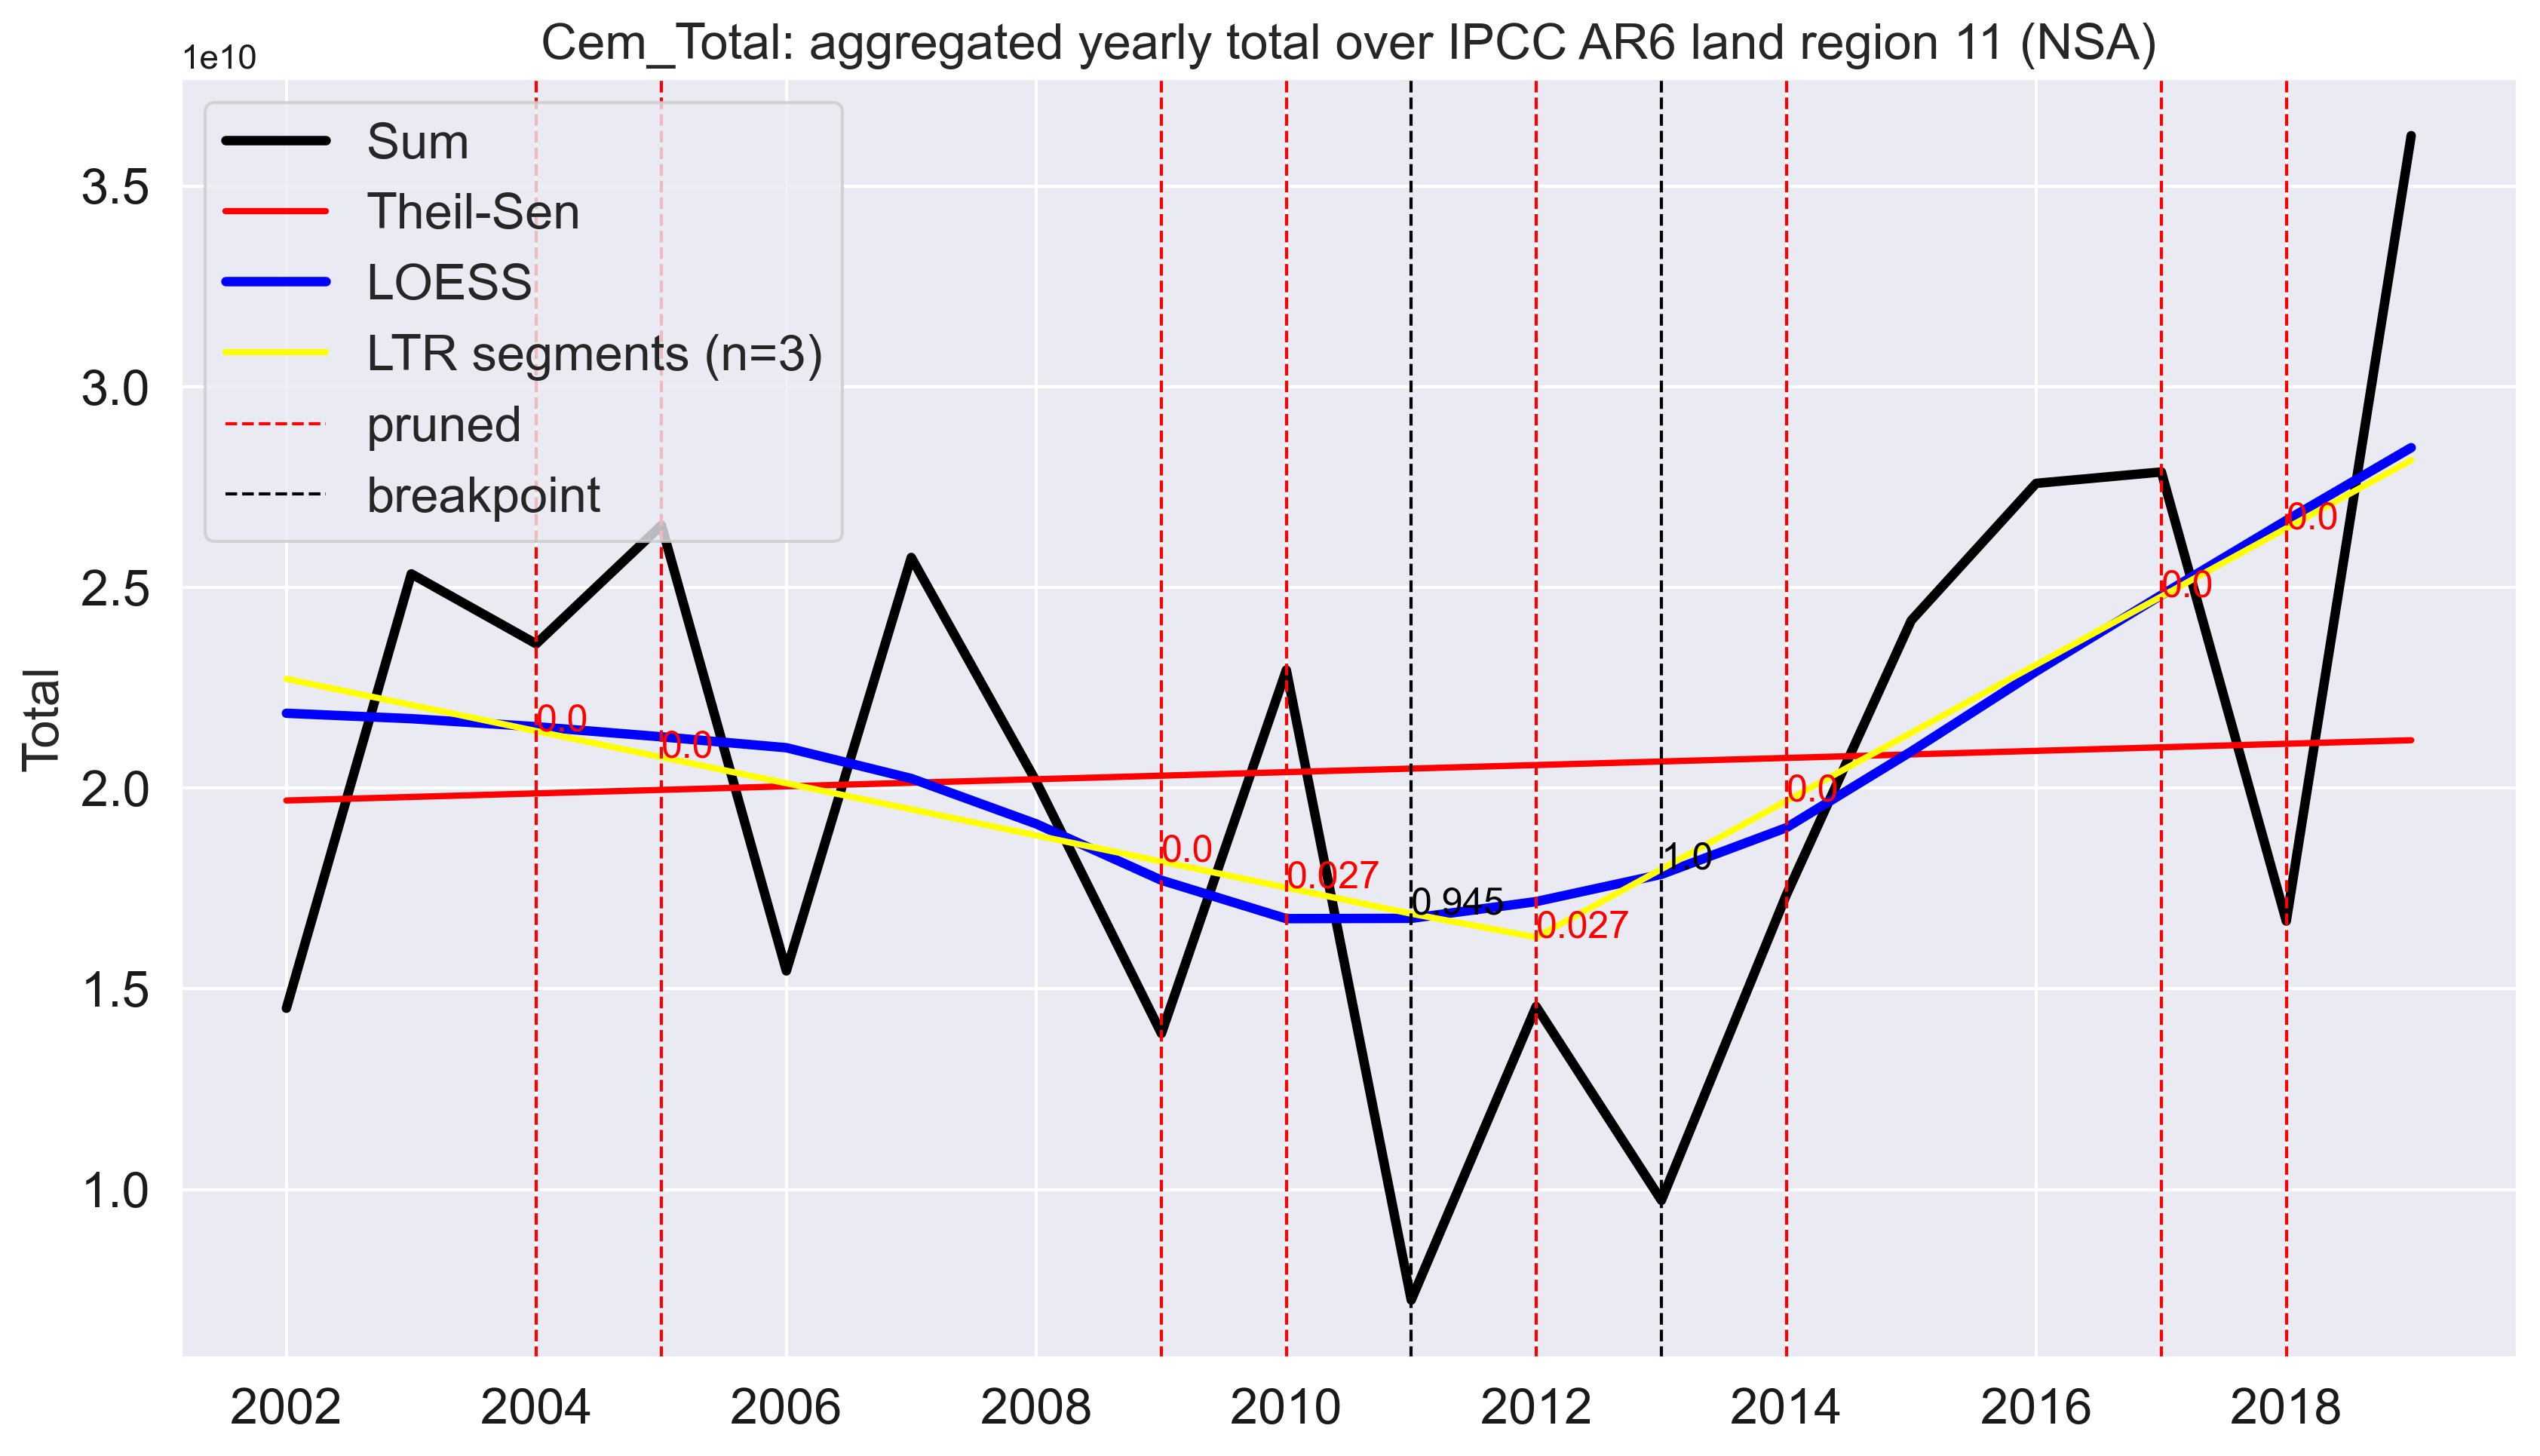 Cem_Total: aggregated yearly total over IPCC AR6 land region 11 (NSA)
1e10
Sum
Theil-Sen
LOESS
LTR segments (n=3)
pruned
breakpoint
3.5
3.0
2.5
2.0
1.5
1.0
Total
0.0
0.0
0.0
0.027
0.945
0.027
1.0
0.0
0.0
0.0
2002 2004 2006 2008 2010 2012 2014 2016 2018